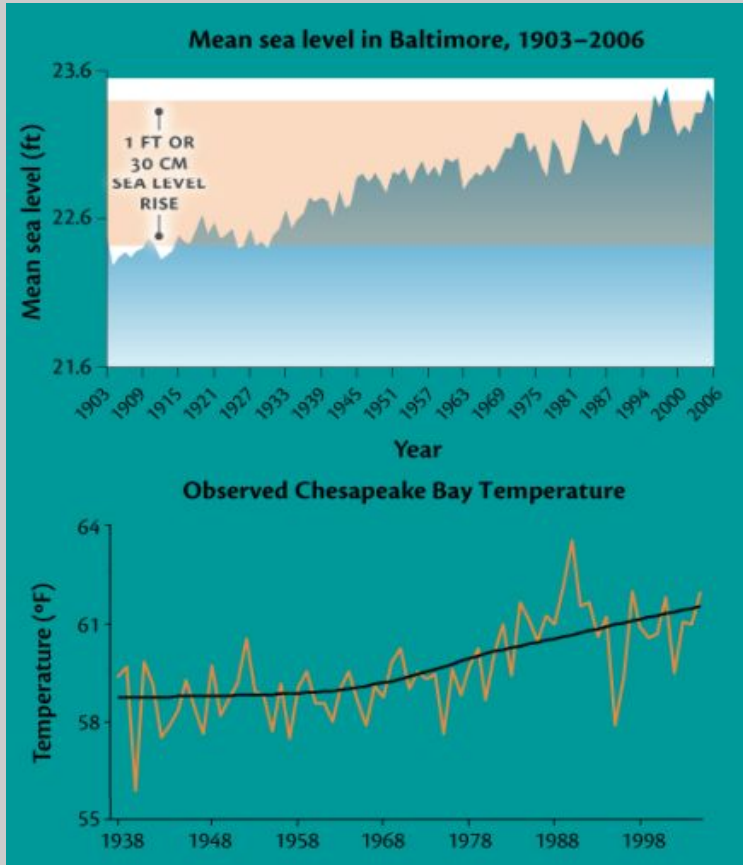 Mean sea level in Baltimore, 1903–2006
23.6
1 FT OR
30 CM
SEA LEVEL
RISE
Mean sea level (ft)
22.6
21.6
1903 1909 1915 1921 1927 1933 1939 1945 1951 1957 1963 1969 1975 1981 1987 1994 2000 2006
Year
Observed Chesapeake Bay Temperature
64
Temperature (°F)
61
58
55
1938 1948 1958 1968 1978 1988 1998